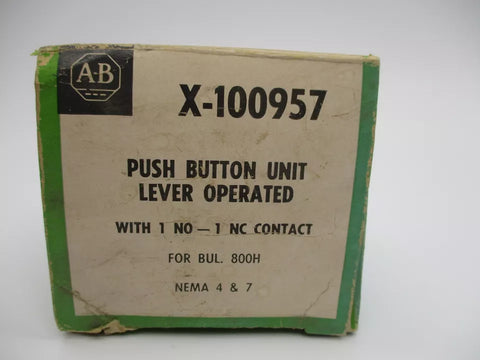 A-B
X-100957
PUSH BUTTON UNIT
LEVER OPERATED
WITH 1 NO — 1 NC CONTACT
FOR BUL. 800H
NEMA 4 & 7